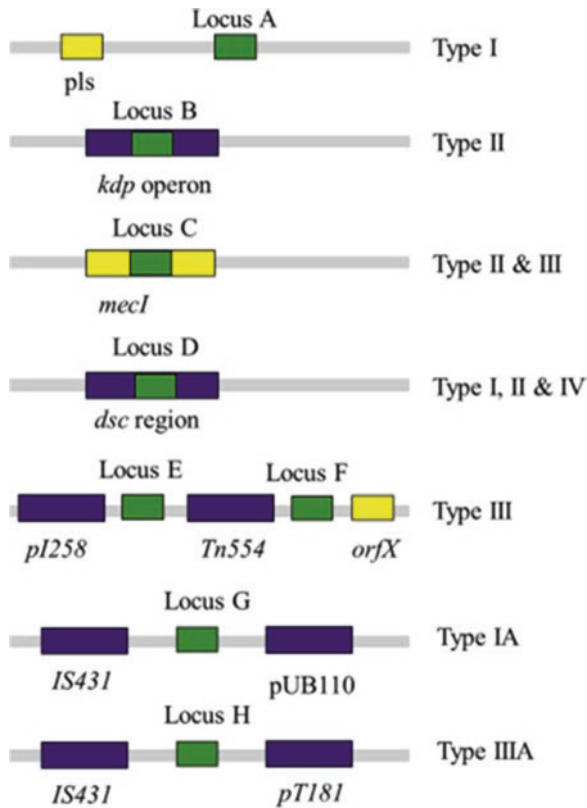 Locus A
Type I
pls
Locus B
Type II
kdp operon
Locus C
Type II & III
mecI
Locus D
Type I, II & IV
dsc region
Locus E Locus F
Type III
pI258 Tn554 orfX
Locus G
Type IA
IS431 pUB110
Locus H
Type IIIA
IS431 pT181